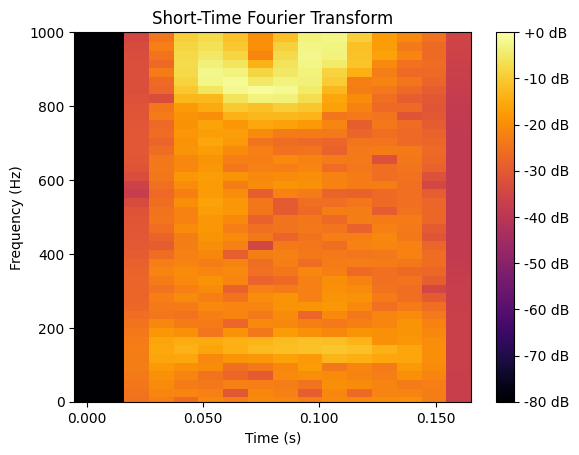 Short-Time Fourier Transform
Frequency (Hz)
1000
800
600
400
200
0
0.000
0.050
0.100
0.150
Time (s)
+0 dB
-10 dB
-20 dB
-30 dB
-40 dB
-50 dB
-60 dB
-70 dB
-80 dB